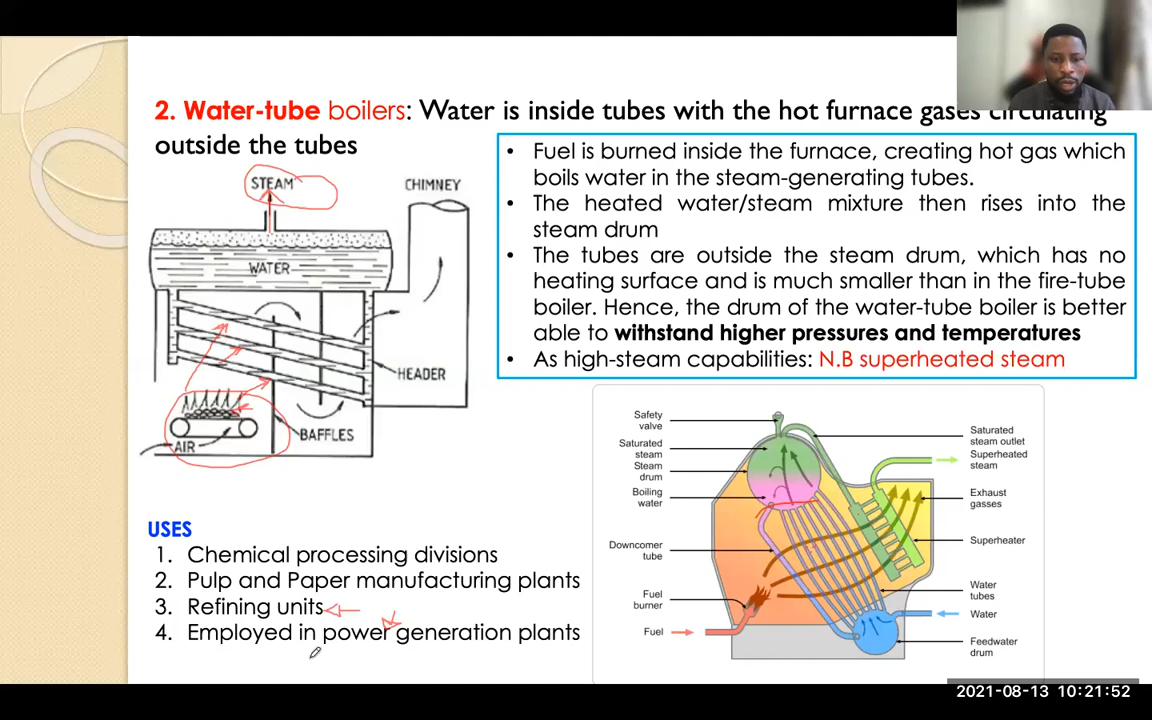 2. Water-tube boilers: Water is inside tubes with the hot furnace gases circulating
outside the tubes
STEAM
CHIMNEY
WATER
HEADER
BAFFLES
AIR
• Fuel is burned inside the furnace, creating hot gas which
boils water in the steam-generating tubes.
• The heated water/steam mixture then rises into the
steam drum
• The tubes are outside the steam drum, which has no
heating surface and is much smaller than in the fire-tube
boiler. Hence, the drum of the water-tube boiler is better
able to withstand higher pressures and temperatures
• As high-steam capabilities: N.B superheated steam
USES
1. Chemical processing divisions
2. Pulp and Paper manufacturing plants
3. Refining units
4. Employed in power generation plants
Safety
valve
Saturated
steam
Steam
drum
Boiling
water
Downcomer
tube
Fuel
burner
Fuel
Saturated
steam outlet
Superheated
steam
Exhaust
gasses
Superheater
Water
tubes
Water
Feedwater
drum
2021-08-13 10:21:52